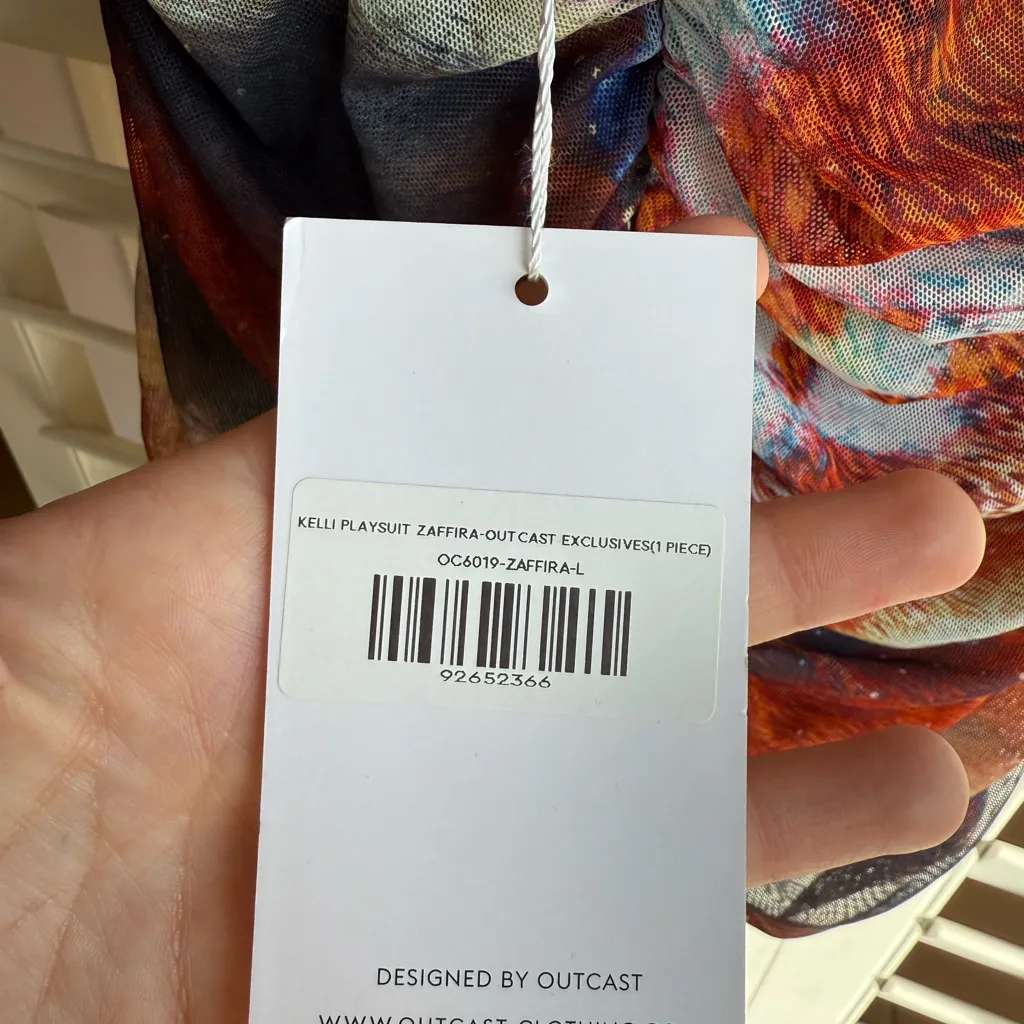 KELLI PLAYSUIT ZAFFIRA-OUTCAST EXCLUSIVES(1 PIECE)
OC6019-ZAFFIRA-L
92652366
DESIGNED BY OUTCAST